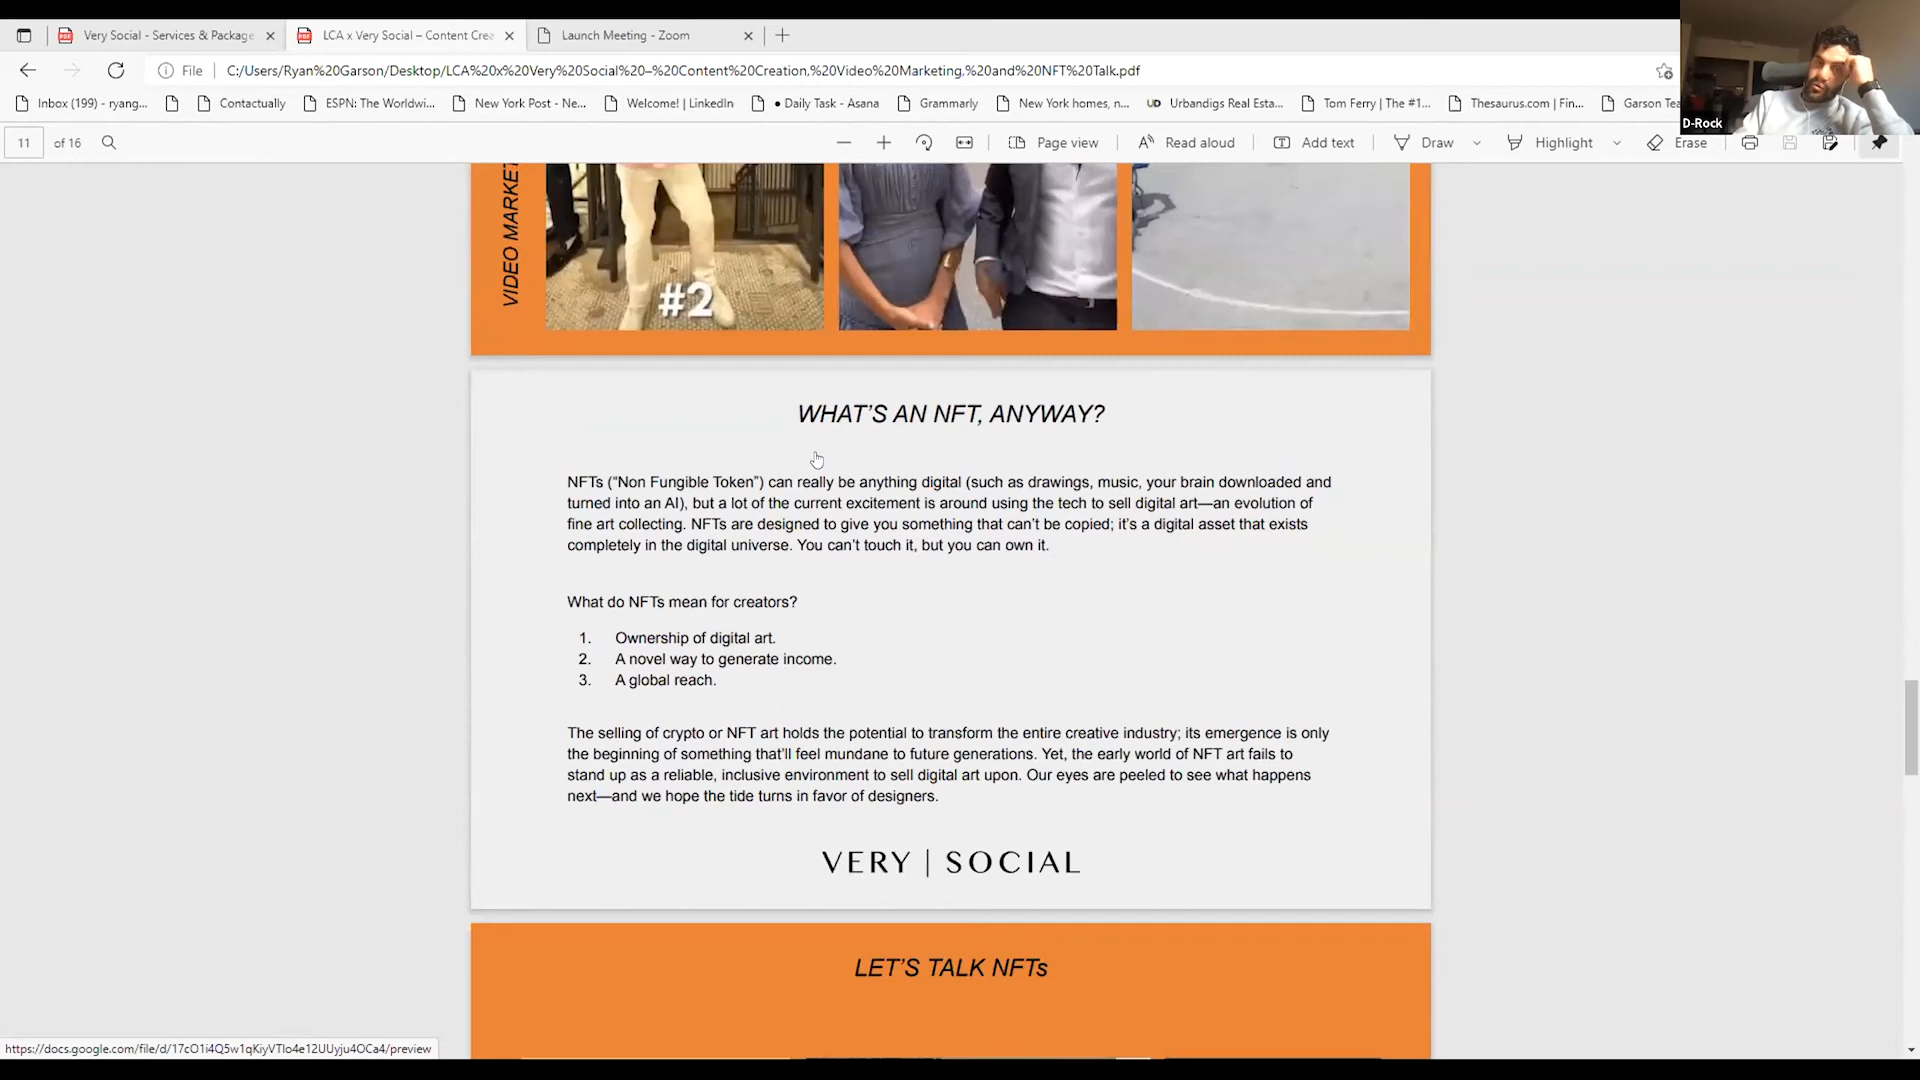 Very Social - Services & Package
LCA x Very Social – Content Crea
Launch Meeting - Zoom
File
C:/Users/Ryan%20Garson/Desktop/LCA%20x%20Very%20Social%20–%20Content%20Creation,%20Video%20Marketing,%20and%20NFT%20Talk.pdf
Inbox (199) - ryang...
Contactually
ESPN: The Worldwi...
New York Post - Ne...
Welcome! | LinkedIn
• Daily Task - Asana
Grammarly
New York homes, n...
UD
Urbandigs Real Esta...
Tom Ferry | The #1...
Thesaurus.com | Fin...
Garson Tea
D-Rock
11
of 16
Page view
Read aloud
Add text
Draw
Highlight
Erase
VIDEO MARKET
#2
WHAT'S AN NFT, ANYWAY?
NFTs (“Non Fungible Token”) can really be anything digital (such as drawings, music, your brain downloaded and
turned into an AI), but a lot of the current excitement is around using the tech to sell digital art—an evolution of
fine art collecting. NFTs are designed to give you something that can’t be copied; it’s a digital asset that exists
completely in the digital universe. You can’t touch it, but you can own it.
What do NFTs mean for creators?
1. Ownership of digital art.
2. A novel way to generate income.
3. A global reach.
The selling of crypto or NFT art holds the potential to transform the entire creative industry; its emergence is only
the beginning of something that’ll feel mundane to future generations. Yet, the early world of NFT art fails to
stand up as a reliable, inclusive environment to sell digital art upon. Our eyes are peeled to see what happens
next—and we hope the tide turns in favor of designers.
VERY | SOCIAL
LET'S TALK NFTs
https://docs.google.com/file/d/17cO1i4Q5w1qKiyVTlo4e12UUyju4OCa4/preview